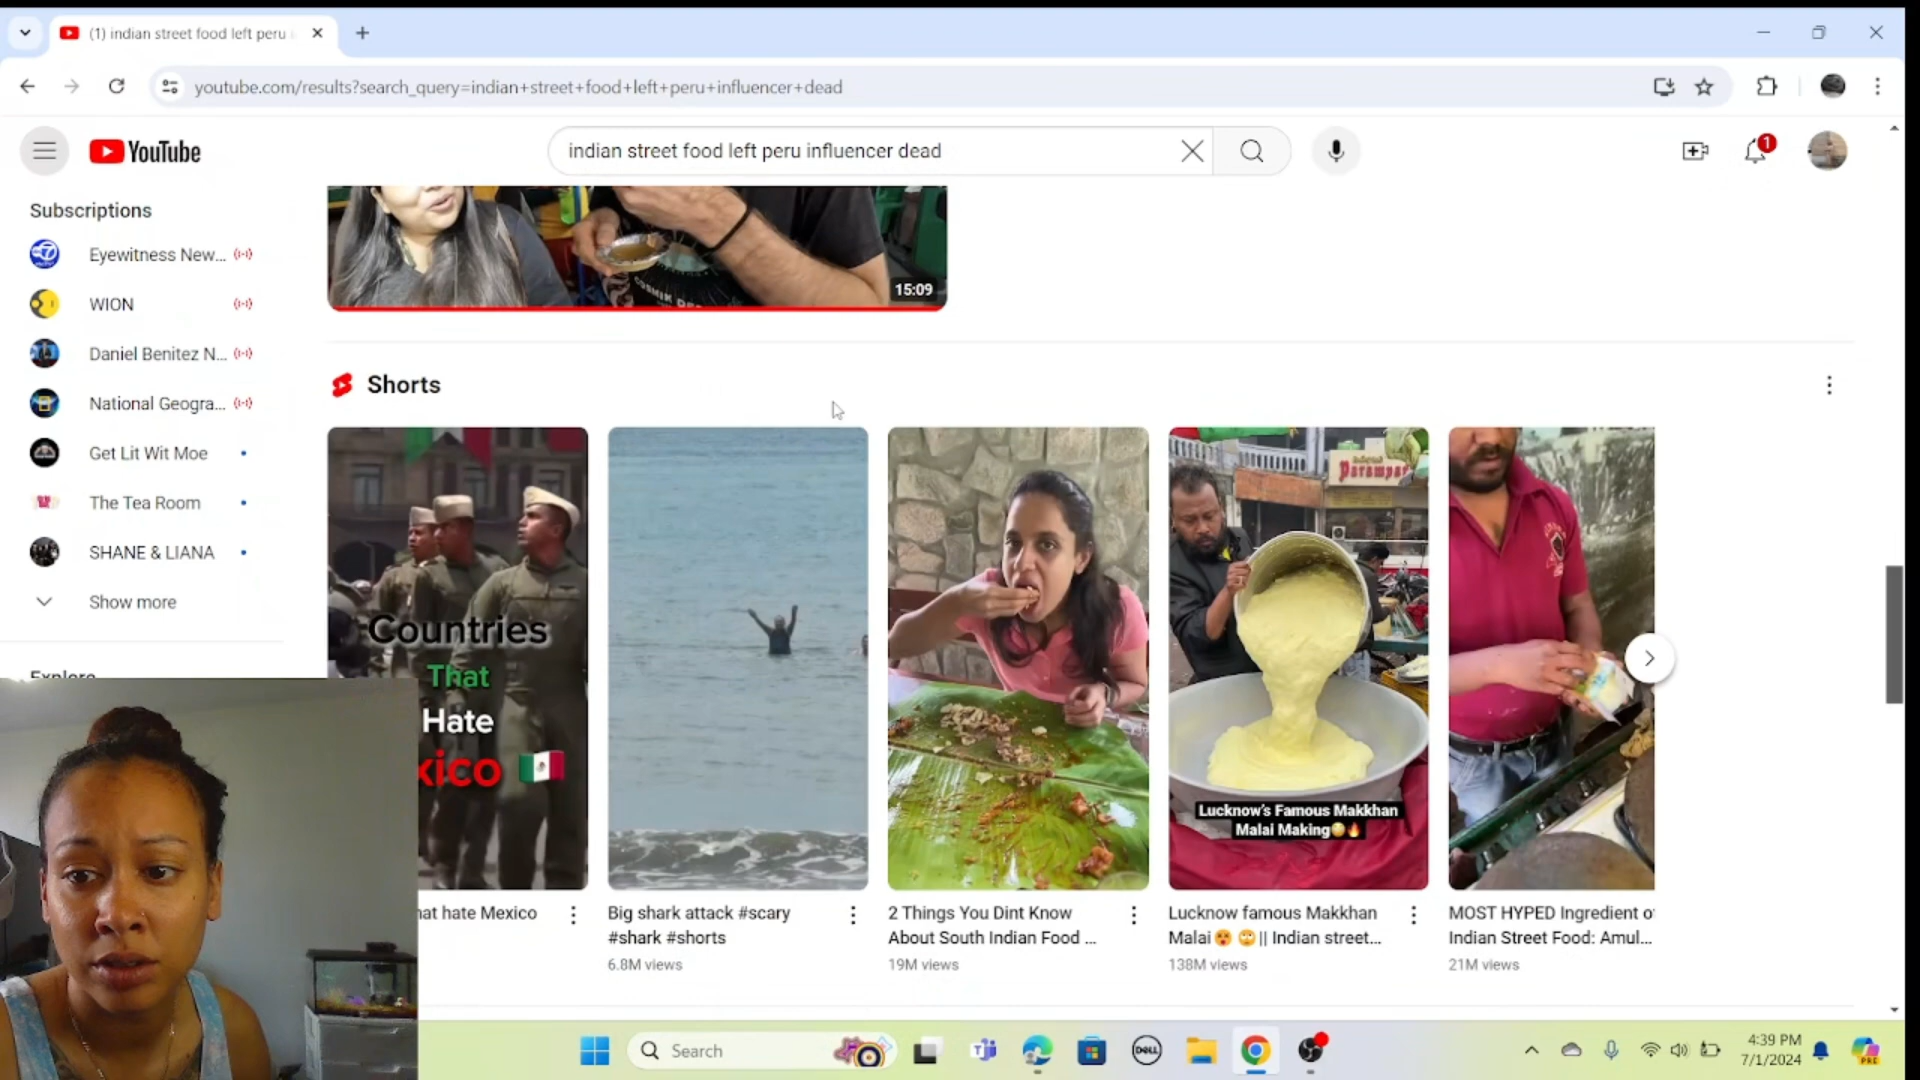 (1) indian street food left peru i
youtube.com/results?search_query=indian+street+food+left+peru+influencer+dead
YouTube
indian street food left peru influencer dead
1
Subscriptions
Eyewitness New...
WION
Daniel Benitez N...
National Geogra...
Get Lit Wit Moe
The Tea Room
SHANE & LIANA
Show more
Explore
15:09
Shorts
Countries
That
Hate
xico
hat hate Mexico
Big shark attack #scary
#shark #shorts
6.8M views
2 Things You Dint Know
About South Indian Food ...
19M views
Lucknow's Famous Makkhan
Malai Making
Lucknow famous Makkhan
Malai 😵 🙄 || Indian street...
138M views
MOST HYPED Ingredient o
Indian Street Food: Amul...
21M views
Search
DELL
4:39 PM
7/1/2024
PRE